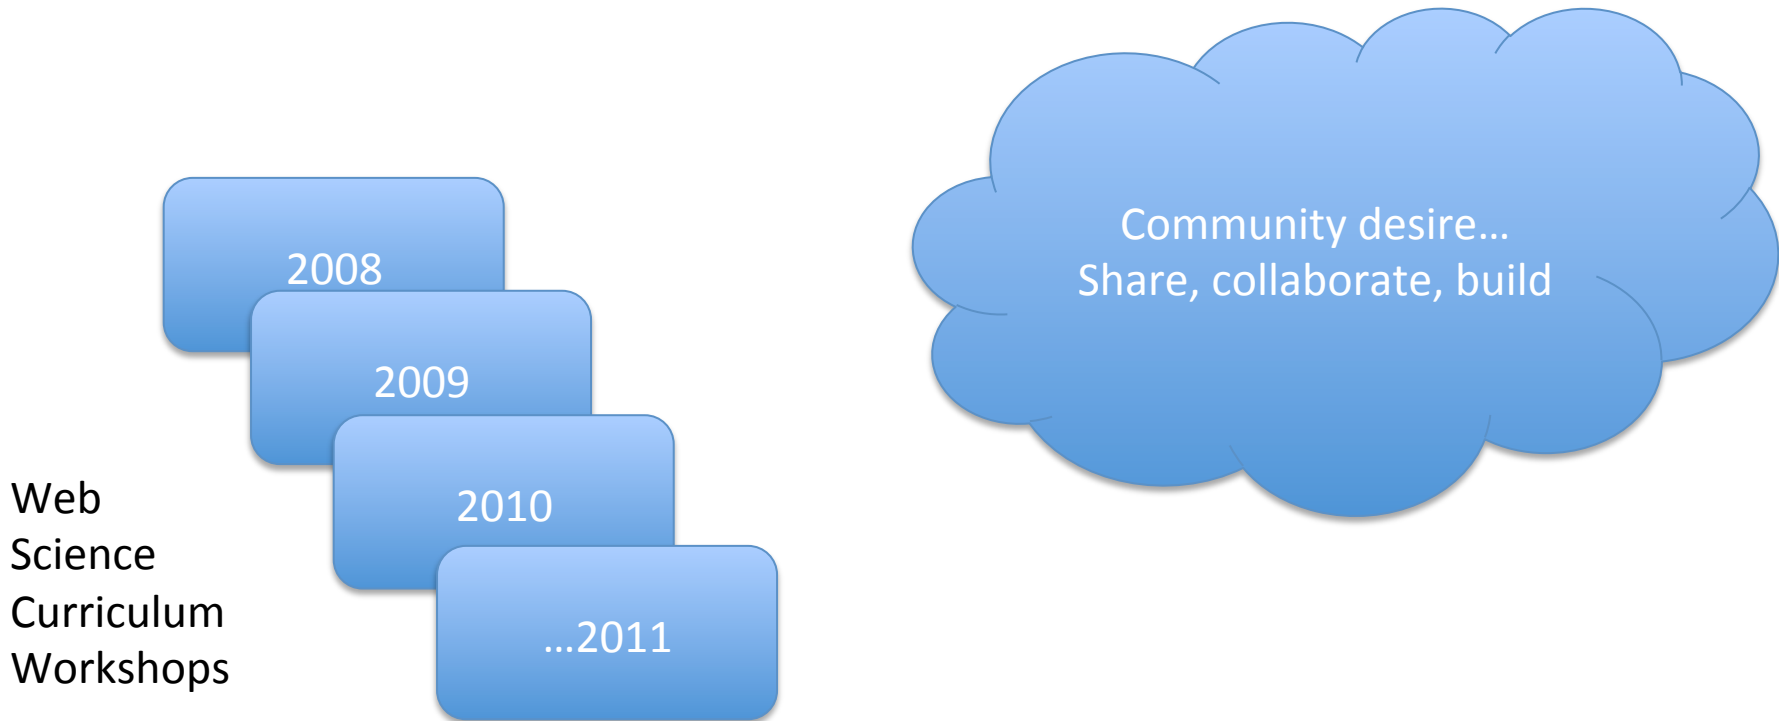 2008
2009
2010
…2011
Web
Science
Curriculum
Workshops
Community desire…
Share, collaborate, build